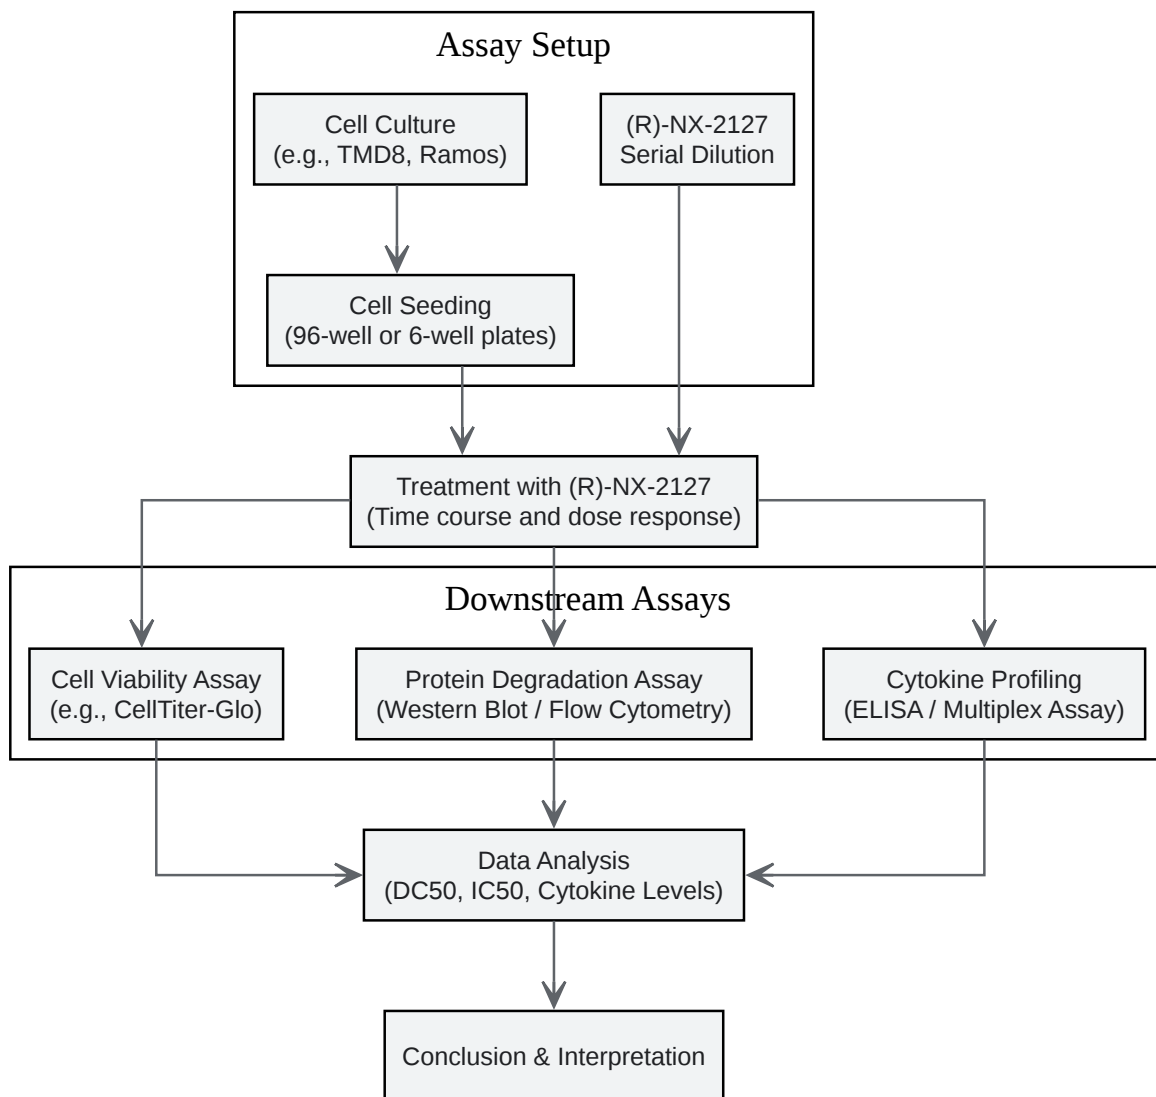 Assay Setup
Cell Culture
(e.g., TMD8, Ramos)
(R)-NX-2127
Serial Dilution
Cell Seeding
(96-well or 6-well plates)
Treatment with (R)-NX-2127
(Time course and dose response)
Downstream Assays
Cell Viability Assay
(e.g., CellTiter-Glo)
Protein Degradation Assay
(Western Blot / Flow Cytometry)
Cytokine Profiling
(ELISA / Multiplex Assay)
Data Analysis
(DC50, IC50, Cytokine Levels)
Conclusion & Interpretation